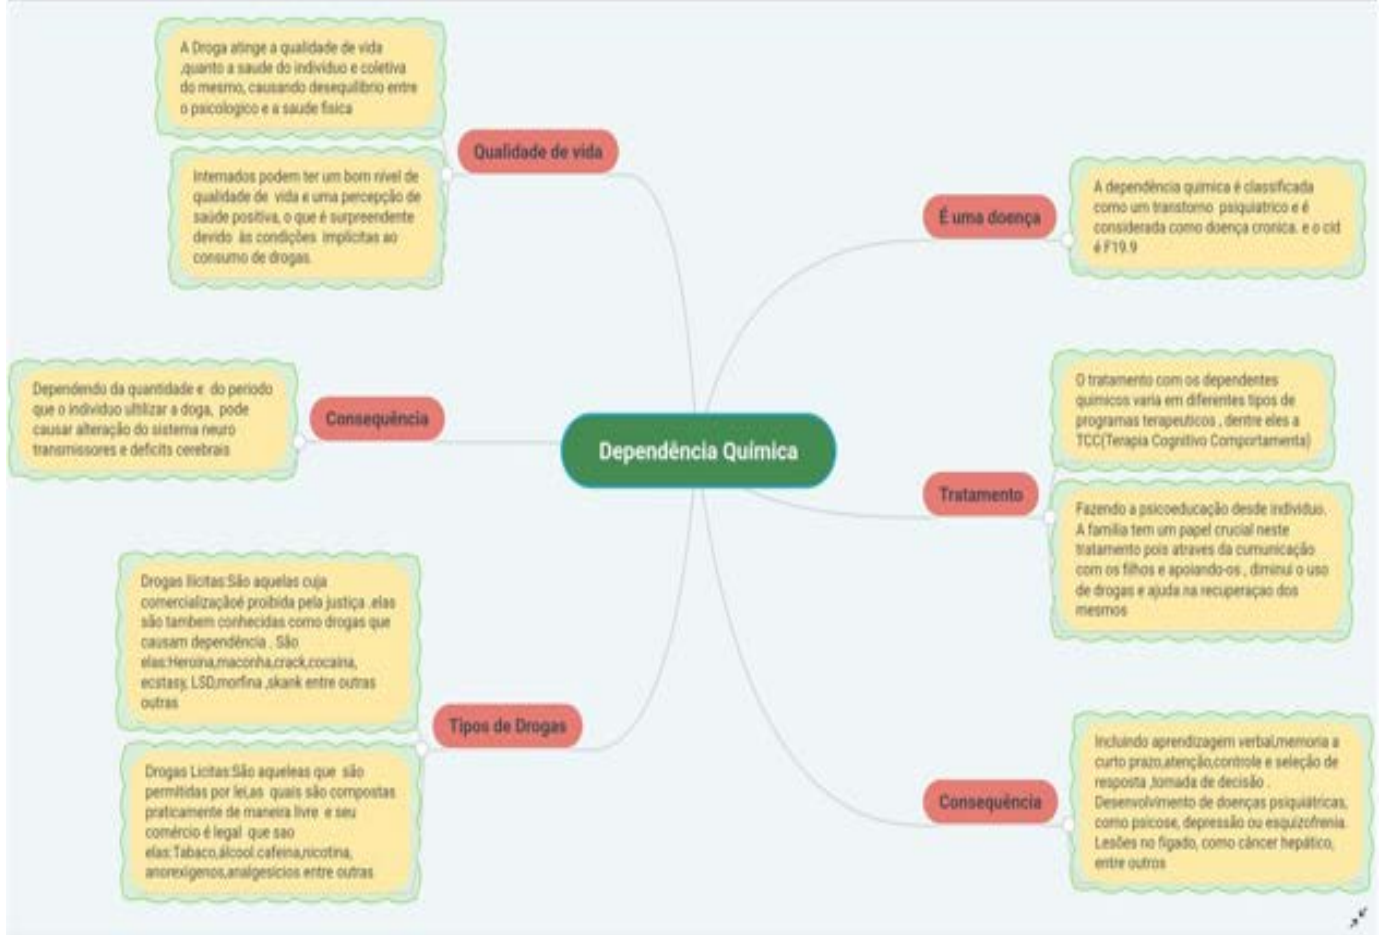 A Droga atinge a qualidade de vida
,quanto a saude do individuo e coletiva
do mesmo, causando desequilibrio entre
o psicologico e a saude fisica
Qualidade de vida
Internados podem ter um bom nivel de
qualidade de vida e uma percepção de
saúde positiva, o que é surpreendente
devido às condições implícitas ao
consumo de drogas.
Consequência
Dependendo da quantidade e do periodo
que o individuo ultilizar a doga, pode
causar alteração do sistema neuro
transmissores e deficits cerebrais
Dependência Química
Drogas Ilicitas:São aquelas cuja
comercializaçãoé proibida pela justiça .elas
são tambem conhecidas como drogas que
causam dependência . São
elas:Heroina,maconha,crack,cocaina,
ecstasy, LSD,morfina ,skank entre outras
outras
Tipos de Drogas
Drogas Licitas:São aqueleas que são
permitidas por lei,as quais são compostas
praticamente de maneira livre e seu
comércio é legal que sao
elas:Tabaco,álcool.cafeina,nicotina,
anorexigenos,analgesicios entre outras
É uma doença
A dependência quimica é classificada
como um transtorno psiquiatrico e é
considerada como doença cronica. e o cid
é F19.9
Tratamento
O tratamento com os dependentes
quimicos varia em diferentes tipos de
programas terapeuticos , dentre eles a
TCC(Terapia Cognitivo Comportamenta)
Fazendo a psicoeducação desde individuo.
A familia tem um papel crucial neste
tratamento pois atraves da cumunicação
com os filhos e apoiando-os , diminui o uso
de drogas e ajuda na recuperaçao dos
mesmos
Consequência
Incluindo aprendizagem verbal,memoria a
curto prazo,atenção,controle e seleção de
resposta ,tomada de decisão .
Desenvolvimento de doenças psiquiátricas,
como psicose, depressão ou esquizofrenia.
Lesões no fígado, como câncer hepático,
entre outros